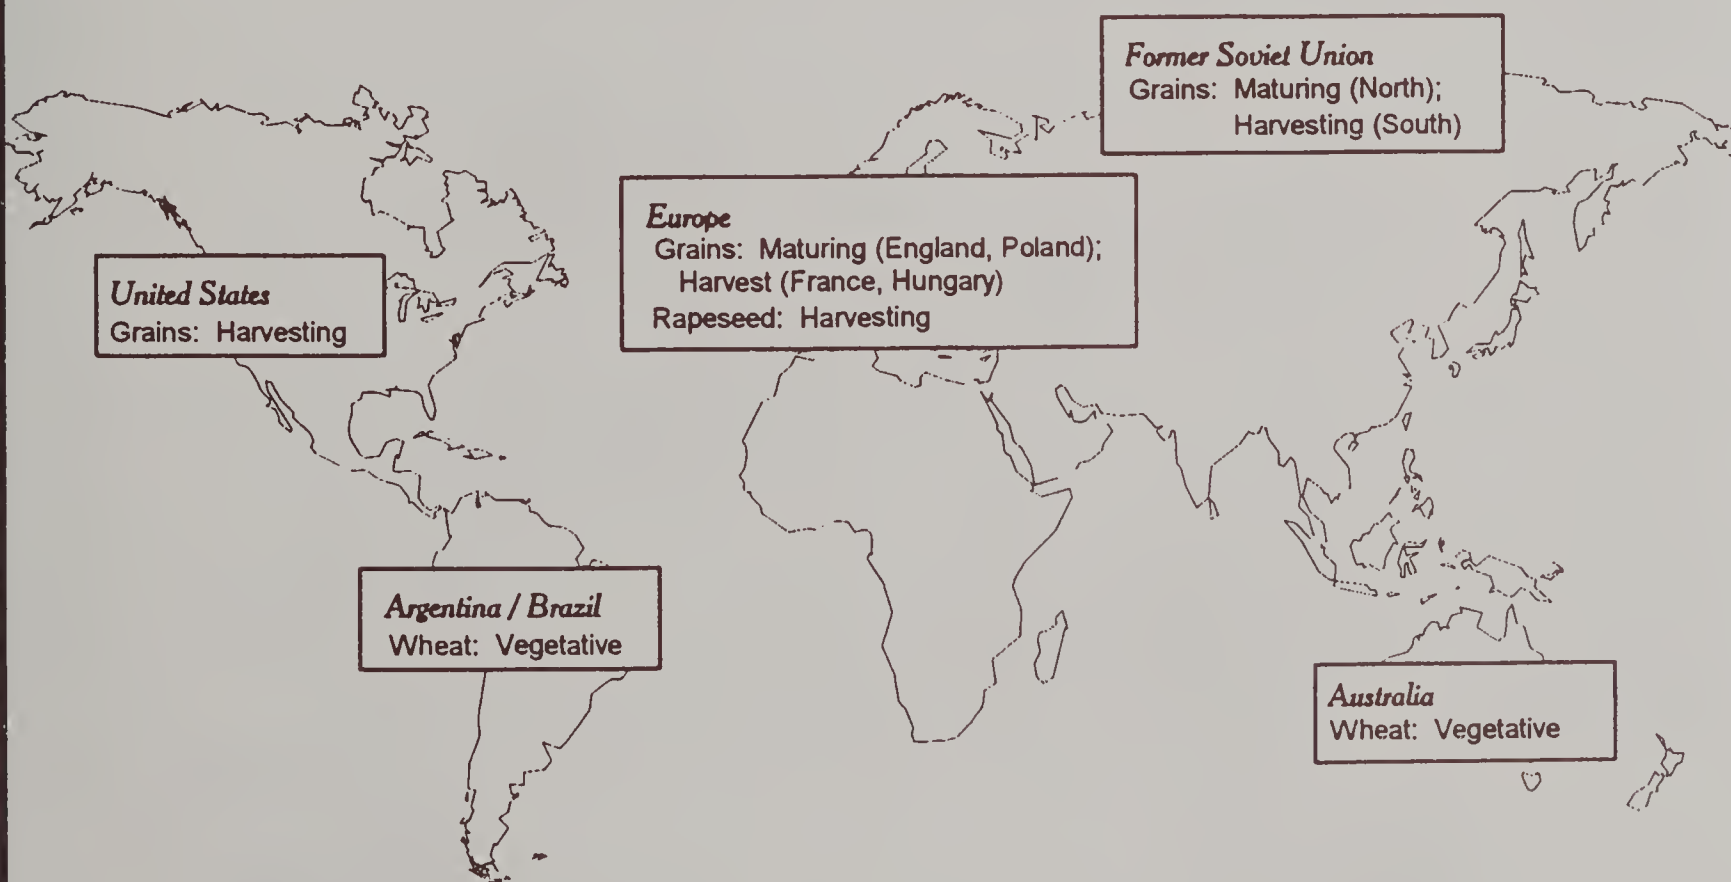 Former Soviet Union
Grains: Maturing (North);
Harvesting (South)
Europe
Grains: Maturing (England, Poland);
Harvest (France, Hungary)
Rapeseed: Harvesting
United States
Grains: Harvesting
Argentina / Brazil
Wheat: Vegetative
Australia
Wheat: Vegetative